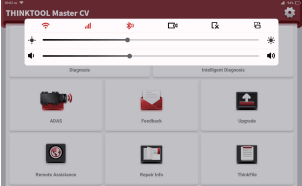 THINKTOOL Master CV
Diagnosis
Intelligent Diagnosis
ADAS
Feedback
Upgrade
Remote Assistance
Repair Info
ThinkFile